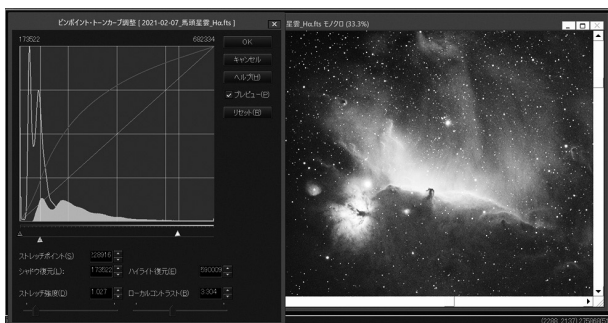 ピンポイント・トーンカーブ調整 [ 2021-02-07_馬頭星雲_Hα.fts ]
173522
692334
OK
キャンセル
ヘルプ(H)
プレビュー(P)
リセット(R)
ストレッチポイント(S)
128916
シャドウ復元(L):
173522
ハイライト復元(E)
590009
ストレッチ強度(D)
1.027
ローカルコントラスト(B)
3.304
星雲_Hα.fts モノクロ (33.3%)